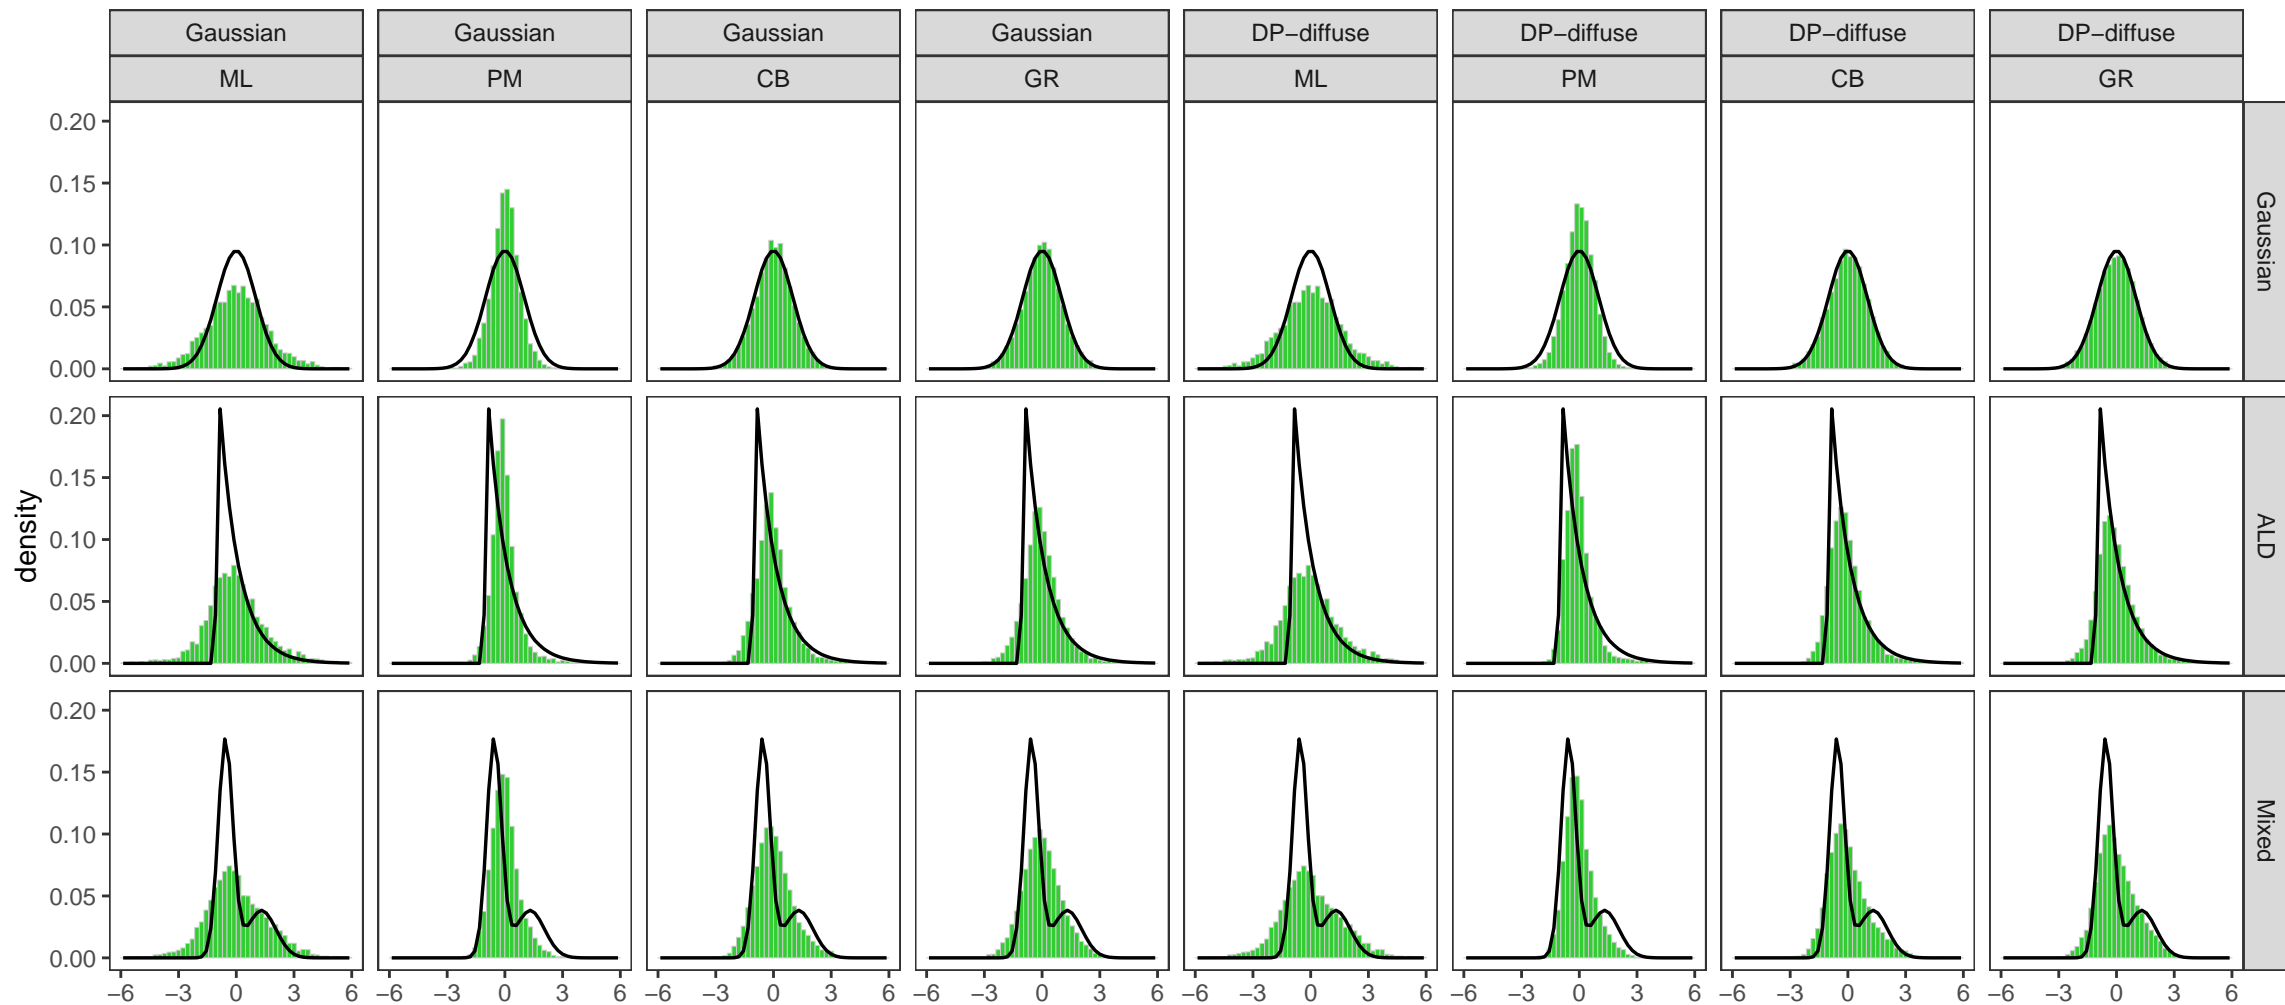 Gaussian Gaussian Gaussian Gaussian DP−diffuse DP−diffuse DP−diffuse DP−diffuse
ML PM CB GR ML PM CB GR
0.20
0.15
0.10
0.05
0.00
Gaussian
0.20
0.15
0.10
0.05
0.00
ALD
density
0.20
0.15
0.10
0.05
0.00
Mixed
−6 −3 0 3 6 −6 −3 0 3 6 −6 −3 0 3 6 −6 −3 0 3 6 −6 −3 0 3 6 −6 −3 0 3 6 −6 −3 0 3 6 −6 −3 0 3 6